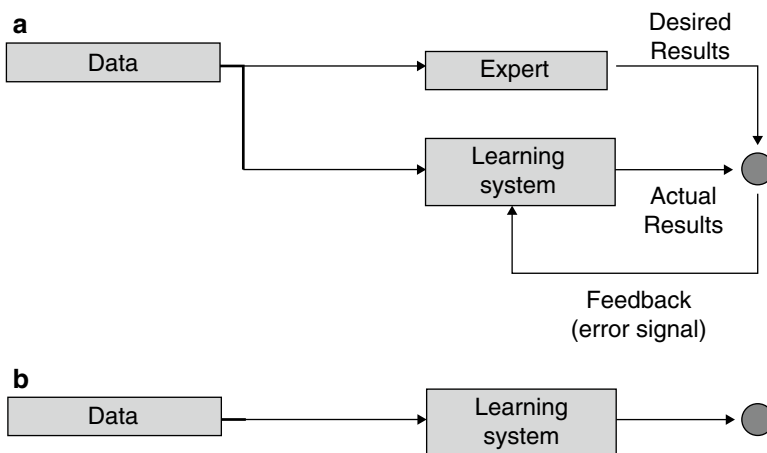 a
Data
Expert
Desired
Results
Learning
system
Actual
Results
Feedback
(error signal)
b
Data
Learning
system